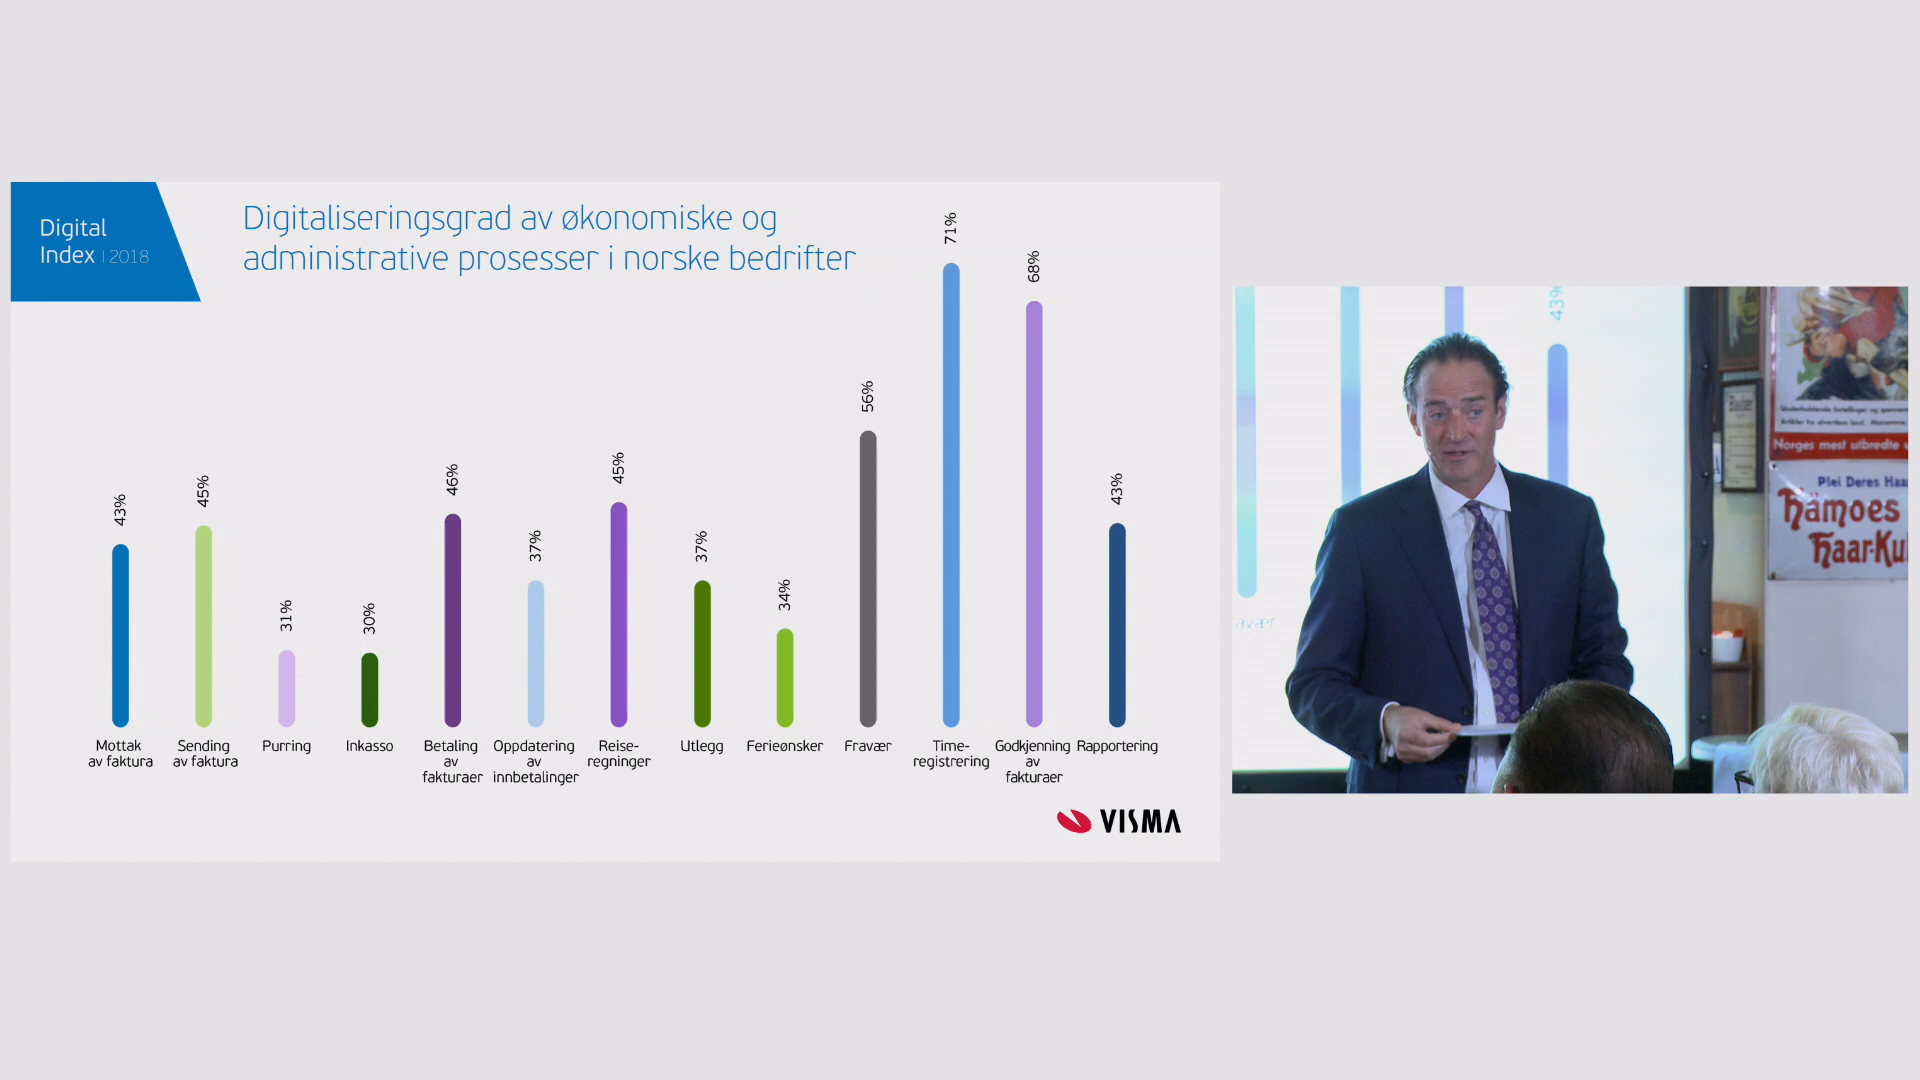 Digital
Index | 2018
Digitaliseringsgrad av økonomiske og
administrative prosesser i norske bedrifter
43%
45%
31%
30%
46%
37%
45%
37%
34%
56%
71%
68%
43%
Mottak
av faktura
Sending
av faktura
Purring
Inkasso
Betaling
av
fakturaer
Oppdatering
av
innbetalinger
Reise-
regninger
Utlegg
Ferieønsker
Fravær
Time-
registrering
Godkjenning
av
fakturaer
Rapportering
VISMA
43%
avær
Norges mest utbredte
Plei Deres Haa
Hämoes
Haar-Ku